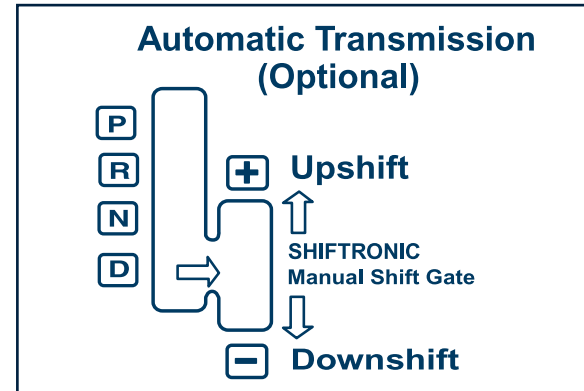 Automatic Transmission
(Optional)
P
R
+ Upshift
N
SHIFTRONIC
D
Manual Shift Gate
- Downshift